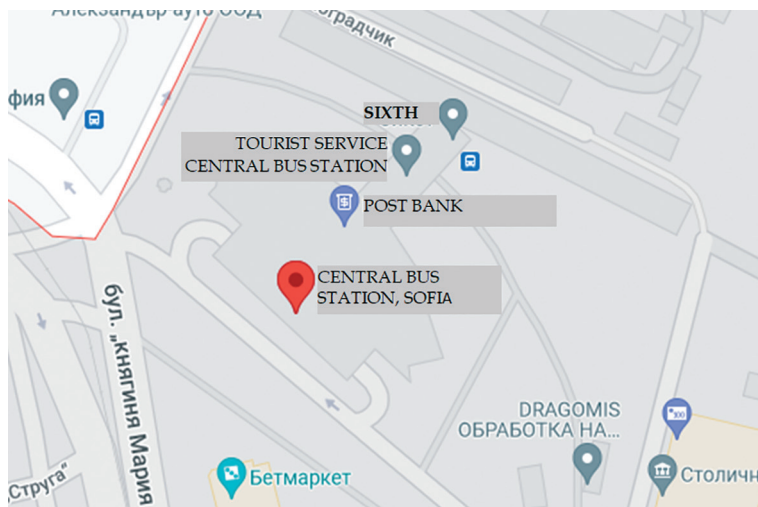 Александър ауто ООД
оградчик
фия
SIXTH
TOURIST SERVICE
CENTRAL BUS STATION
POST BANK
CENTRAL BUS
STATION, SOFIA
бул. „княгиня Мария
DRAGOMIS
ОБРАБОТКА НА...
Столичн
Бетмаркет
Струга“